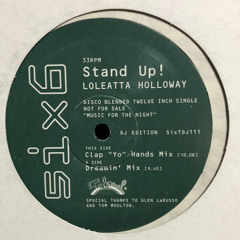 six6
33RPM
Stand Up!
LOLEATTA HOLLOWAY
DISCO BLENDED TWELVE INCH SINGLE
NOT FOR SALE
"MUSIC FOR THE NIGHT"
DJ EDITION SixTDJ111
THIS SIDE
Clap "Yo" Hands Mix (10.08)
SIDE
Dreamin' Mix (9.40)
SPECIAL THANKS TO GLEN LaRUSSO
AND TOM MOULTON.